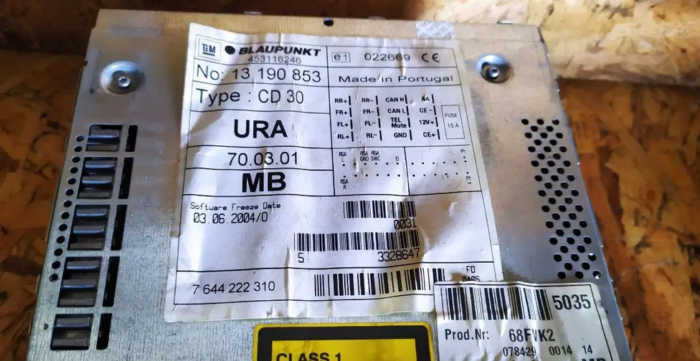 GM BLAUPUNKT
453116246
e1 022669 CE
No: 13 190 853
Made in Portugal
Type : CD 30
RR+ RR- CAN H 8A
FR+ FR- CAN L CE-
FL+ FL- TEL Mute 12V+
RL+ RL- GND CE+
FUSE
15 A
URA
70.03.01
MB
Software Freeze Date
03.06.2004/0
0031
5 3328647
7 644 222 310
FD
5035
Prod.Nr: 68FVK2
078429 0014 14
CLASS 1